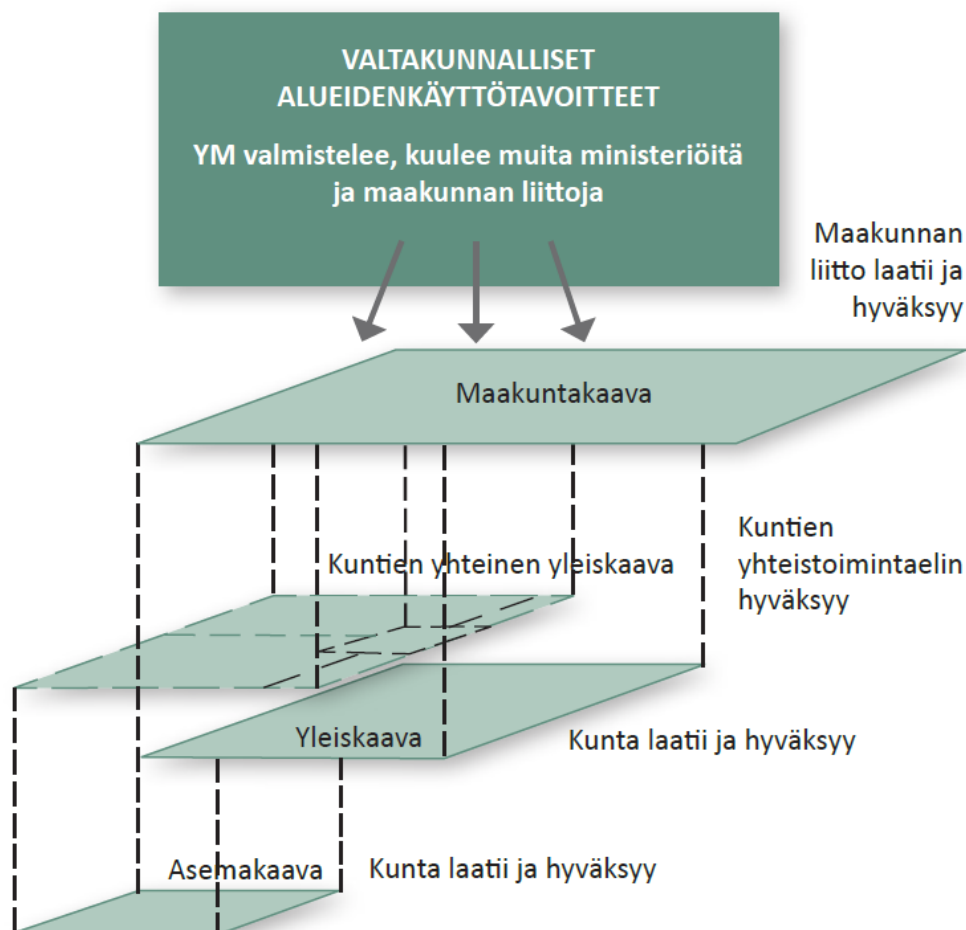 VALTAKUNNALLISET
ALUEIDENKÄYTTÖTAVOITTEET
YM valmistelee, kuulee muita ministeriöitä
ja maakunnan liittoja
Maakunnan
liitto laatii ja
hyväksyy
Maakuntakaava
Kuntien yhteinen yleiskaava
Kuntien
yhteistoimintaelin
hyväksyy
Yleiskaava
Kunta laatii ja hyväksyy
Asemakaava
Kunta laatii ja hyväksyy